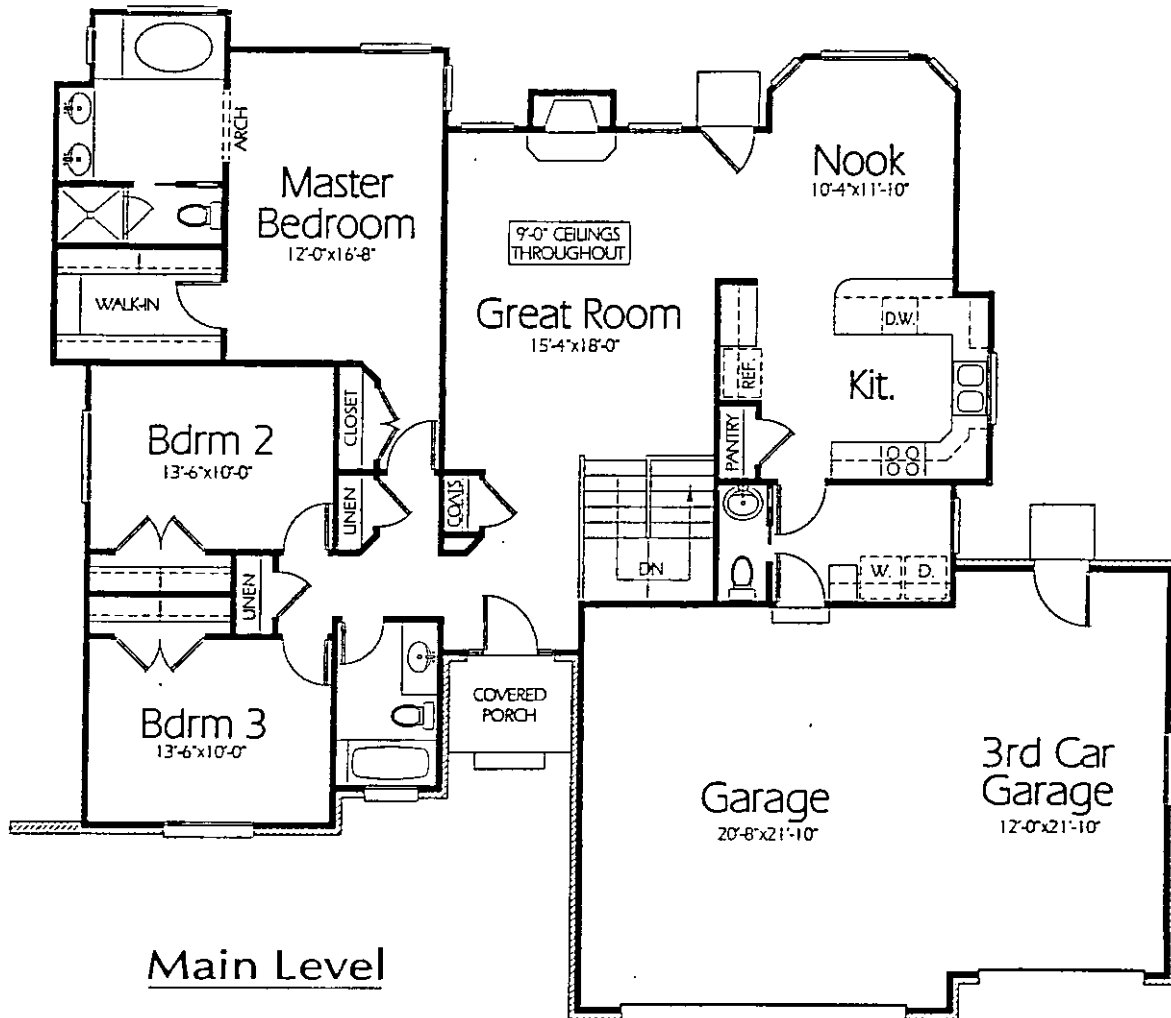 ARCH
Master
Bedroom
12'-0"x16'-8"
WALK-IN
9'-0" CEILINGS
THROUGHOUT
Great Room
15'-4"x18'-0"
Nook
10'-4"x11'-10"
D.W.
REF.
Kit.
PANTRY
CLOSET
Bdrm 2
13'-6"x10'-0"
LINEN
COATS
LINEN
DN
W.
D.
COVERED
PORCH
Bdrm 3
13'-6"x10'-0"
Garage
20'-8"x21'-10"
3rd Car
Garage
12'-0"x21'-10"
Main Level